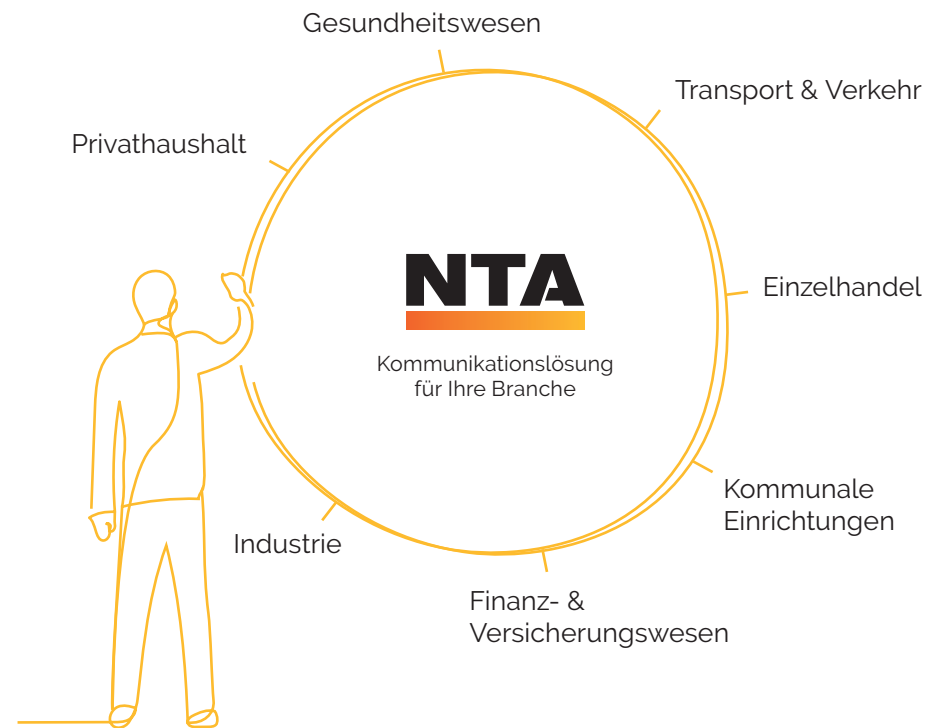 Gesundheitswesen
Transport & Verkehr
Privathaushalt
NTA
Einzelhandel
Kommunikationslösung
für Ihre Branche
Kommunale
Einrichtungen
Industrie
Finanz- &
Versicherungswesen